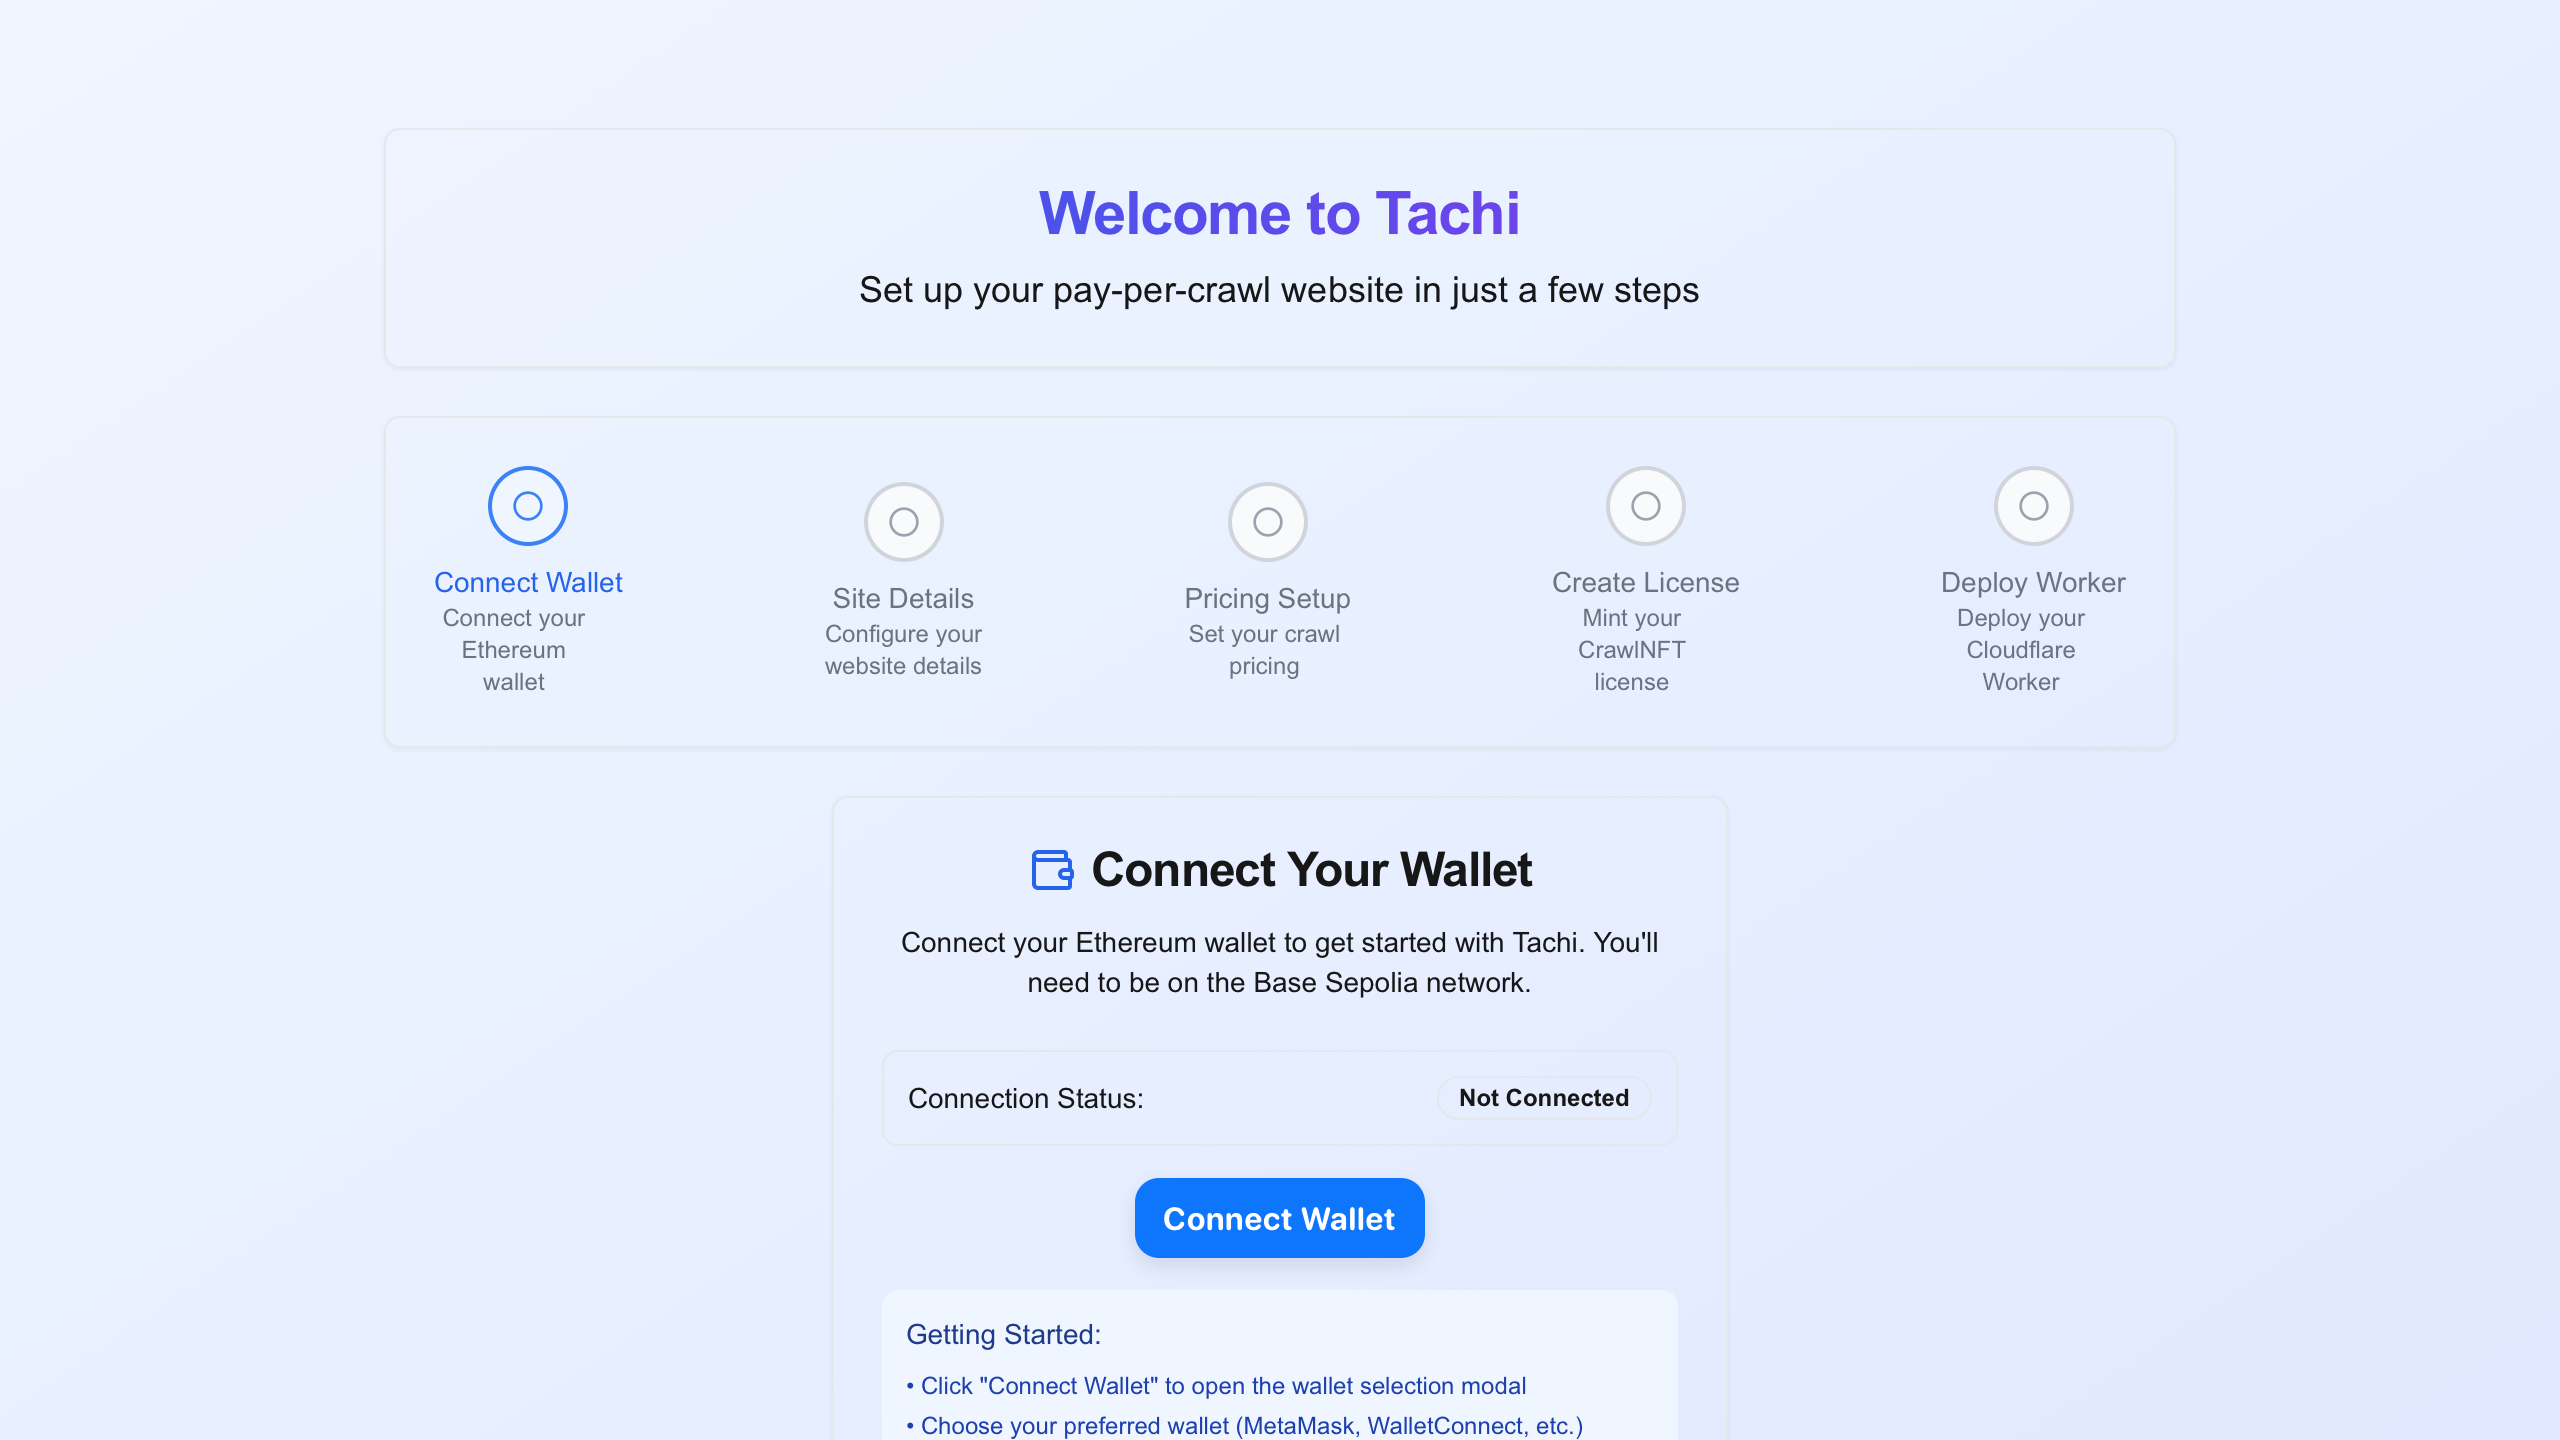 Welcome to Tachi
Set up your pay-per-crawl website in just a few steps
Connect Wallet
Connect your
Ethereum
wallet
Site Details
Configure your
website details
Pricing Setup
Set your crawl
pricing
Create License
Mint your
CrawlNFT
license
Deploy Worker
Deploy your
Cloudflare
Worker
Connect Your Wallet
Connect your Ethereum wallet to get started with Tachi. You'll
need to be on the Base Sepolia network.
Connection Status:
Not Connected
Connect Wallet
Getting Started:
• Click "Connect Wallet" to open the wallet selection modal
• Choose your preferred wallet (MetaMask, WalletConnect, etc.)